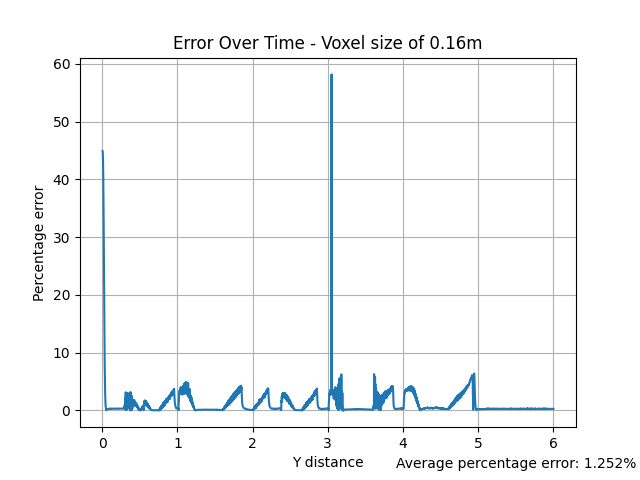 Error Over Time - Voxel size of 0.16m
Percentage error
60
50
40
30
20
10
0
0 1 2 3 4 5 6
Y distance
Average percentage error: 1.252%